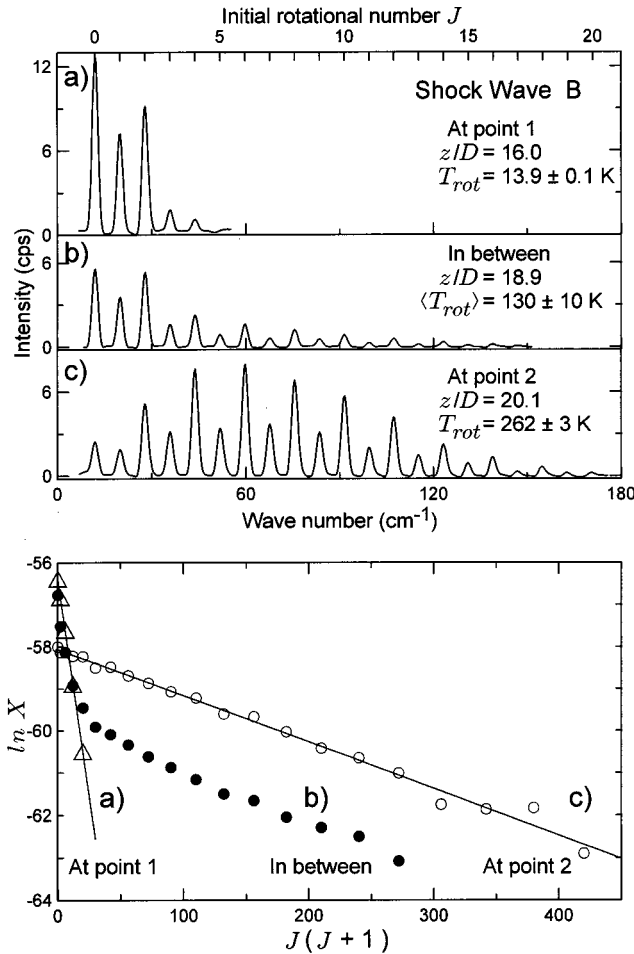 Initial rotational number J
0 5 10 15 20
a)
Shock Wave B
At point 1
z/D = 16.0
T_rot = 13.9 ± 0.1 K
12
6
0
b)
In between
z/D = 18.9
⟨T_rot⟩ = 130 ± 10 K
6
0
Intensity (cps)
c)
At point 2
z/D = 20.1
T_rot = 262 ± 3 K
6
0
0 60 120 180
Wave number (cm⁻¹)
-56
-58
-60
-62
-64
ln X
a)
b)
c)
At point 1
In between
At point 2
0 100 200 300 400
J (J + 1)